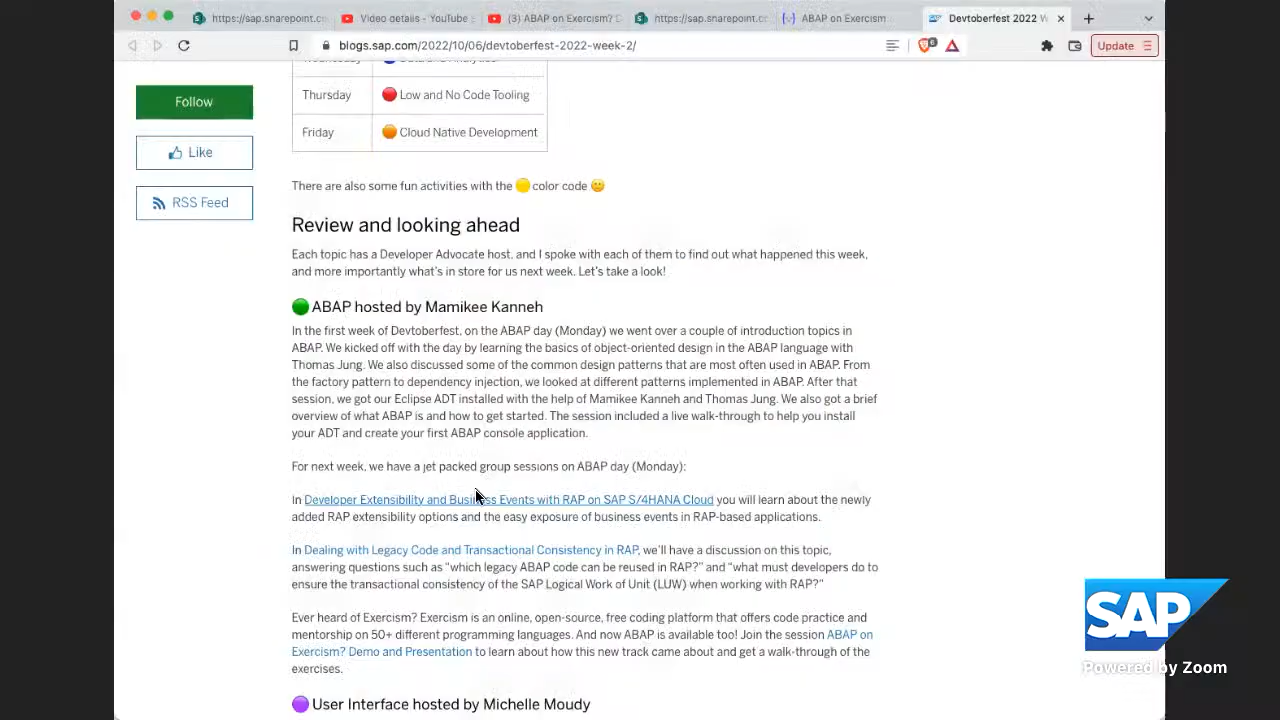 https://sap.sharepoint.c
Video details - YouTube
(3) ABAP on Exercism? D
https://sap.sharepoint.c
ABAP on Exercism
Devtoberfest 2022 W
blogs.sap.com/2022/10/06/devtoberfest-2022-week-2/
6
Update
Follow
Like
RSS Feed
Thursday
Low and No Code Tooling
Friday
Cloud Native Development
There are also some fun activities with the color code
Review and looking ahead
Each topic has a Developer Advocate host, and I spoke with each of them to find out what happened this week,
and more importantly what's in store for us next week. Let's take a look!
ABAP hosted by Mamikee Kanneh
In the first week of Devtoberfest, on the ABAP day (Monday) we went over a couple of introduction topics in
ABAP. We kicked off with the day by learning the basics of object-oriented design in the ABAP language with
Thomas Jung. We also discussed some of the common design patterns that are most often used in ABAP. From
the factory pattern to dependency injection, we looked at different patterns implemented in ABAP. After that
session, we got our Eclipse ADT installed with the help of Mamikee Kanneh and Thomas Jung. We also got a brief
overview of what ABAP is and how to get started. The session included a live walk-through to help you install
your ADT and create your first ABAP console application.
For next week, we have a jet packed group sessions on ABAP day (Monday):
In Developer Extensibility and Business Events with RAP on SAP S/4HANA Cloud you will learn about the newly
added RAP extensibility options and the easy exposure of business events in RAP-based applications.
In Dealing with Legacy Code and Transactional Consistency in RAP, we'll have a discussion on this topic,
answering questions such as “which legacy ABAP code can be reused in RAP?” and “what must developers do to
ensure the transactional consistency of the SAP Logical Work of Unit (LUW) when working with RAP?”
Ever heard of Exercism? Exercism is an online, open-source, free coding platform that offers code practice and
mentorship on 50+ different programming languages. And now ABAP is available too! Join the session ABAP on
Exercism? Demo and Presentation to learn about how this new track came about and get a walk-through of the
exercises.
User Interface hosted by Michelle Moudy
SAP
Powered by Zoom